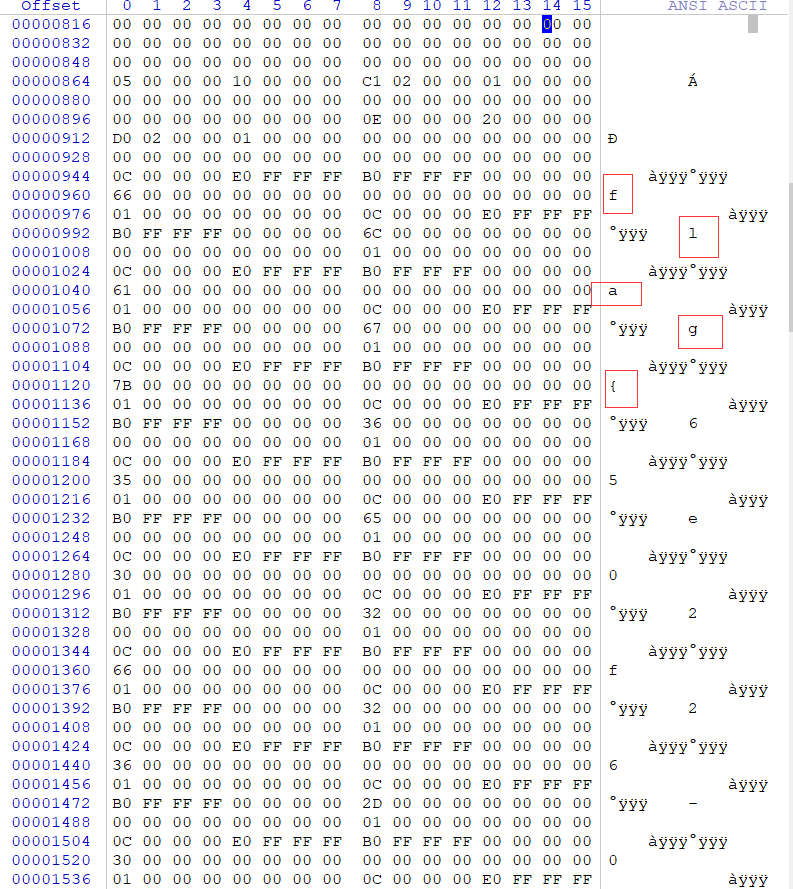 Offset 0 1 2 3 4 5 6 7 8 9 10 11 12 13 14 15 ANSI ASCII
00000816 00 00 00 00 00 00 00 00 00 00 00 00 00 00 00 00
00000832 00 00 00 00 00 00 00 00 00 00 00 00 00 00 00 00
00000848 00 00 00 00 00 00 00 00 00 00 00 00 00 00 00 00
00000864 05 00 00 00 10 00 00 00 C1 02 00 00 01 00 00 00 Á
00000880 00 00 00 00 00 00 00 00 00 00 00 00 00 00 00 00
00000896 00 00 00 00 00 00 00 00 0E 00 00 00 20 00 00 00
00000912 D0 02 00 00 01 00 00 00 00 00 00 00 00 00 00 00 Ð
00000928 00 00 00 00 00 00 00 00 00 00 00 00 00 00 00 00
00000944 0C 00 00 00 E0 FF FF FF B0 FF FF FF 00 00 00 00 àÿÿÿ°ÿÿÿ
00000960 66 00 00 00 00 00 00 00 00 00 00 00 00 00 00 00 f
00000976 01 00 00 00 00 00 00 00 0C 00 00 00 E0 FF FF FF àÿÿÿ
00000992 B0 FF FF FF 00 00 00 00 6C 00 00 00 00 00 00 00 °ÿÿÿ l
00001008 00 00 00 00 00 00 00 00 01 00 00 00 00 00 00 00
00001024 0C 00 00 00 E0 FF FF FF B0 FF FF FF 00 00 00 00 àÿÿÿ°ÿÿÿ
00001040 61 00 00 00 00 00 00 00 00 00 00 00 00 00 00 00 a
00001056 01 00 00 00 00 00 00 00 0C 00 00 00 E0 FF FF FF àÿÿÿ
00001072 B0 FF FF FF 00 00 00 00 67 00 00 00 00 00 00 00 °ÿÿÿ g
00001088 00 00 00 00 00 00 00 00 01 00 00 00 00 00 00 00
00001104 0C 00 00 00 E0 FF FF FF B0 FF FF FF 00 00 00 00 àÿÿÿ°ÿÿÿ
00001120 7B 00 00 00 00 00 00 00 00 00 00 00 00 00 00 00 {
00001136 01 00 00 00 00 00 00 00 0C 00 00 00 E0 FF FF FF àÿÿÿ
00001152 B0 FF FF FF 00 00 00 00 36 00 00 00 00 00 00 00 °ÿÿÿ 6
00001168 00 00 00 00 00 00 00 00 01 00 00 00 00 00 00 00
00001184 0C 00 00 00 E0 FF FF FF B0 FF FF FF 00 00 00 00 àÿÿÿ°ÿÿÿ
00001200 35 00 00 00 00 00 00 00 00 00 00 00 00 00 00 00 5
00001216 01 00 00 00 00 00 00 00 0C 00 00 00 E0 FF FF FF àÿÿÿ
00001232 B0 FF FF FF 00 00 00 00 65 00 00 00 00 00 00 00 °ÿÿÿ e
00001248 00 00 00 00 00 00 00 00 01 00 00 00 00 00 00 00
00001264 0C 00 00 00 E0 FF FF FF B0 FF FF FF 00 00 00 00 àÿÿÿ°ÿÿÿ
00001280 30 00 00 00 00 00 00 00 00 00 00 00 00 00 00 00 0
00001296 01 00 00 00 00 00 00 00 0C 00 00 00 E0 FF FF FF àÿÿÿ
00001312 B0 FF FF FF 00 00 00 00 32 00 00 00 00 00 00 00 °ÿÿÿ 2
00001328 00 00 00 00 00 00 00 00 01 00 00 00 00 00 00 00
00001344 0C 00 00 00 E0 FF FF FF B0 FF FF FF 00 00 00 00 àÿÿÿ°ÿÿÿ
00001360 66 00 00 00 00 00 00 00 00 00 00 00 00 00 00 00 f
00001376 01 00 00 00 00 00 00 00 0C 00 00 00 E0 FF FF FF àÿÿÿ
00001392 B0 FF FF FF 00 00 00 00 32 00 00 00 00 00 00 00 °ÿÿÿ 2
00001408 00 00 00 00 00 00 00 00 01 00 00 00 00 00 00 00
00001424 0C 00 00 00 E0 FF FF FF B0 FF FF FF 00 00 00 00 àÿÿÿ°ÿÿÿ
00001440 36 00 00 00 00 00 00 00 00 00 00 00 00 00 00 00 6
00001456 01 00 00 00 00 00 00 00 0C 00 00 00 E0 FF FF FF àÿÿÿ
00001472 B0 FF FF FF 00 00 00 00 2D 00 00 00 00 00 00 00 °ÿÿÿ -
00001488 00 00 00 00 00 00 00 00 01 00 00 00 00 00 00 00
00001504 0C 00 00 00 E0 FF FF FF B0 FF FF FF 00 00 00 00 àÿÿÿ°ÿÿÿ
00001520 30 00 00 00 00 00 00 00 00 00 00 00 00 00 00 00 0
00001536 01 00 00 00 00 00 00 00 0C 00 00 00 E0 FF FF FF àÿÿÿ